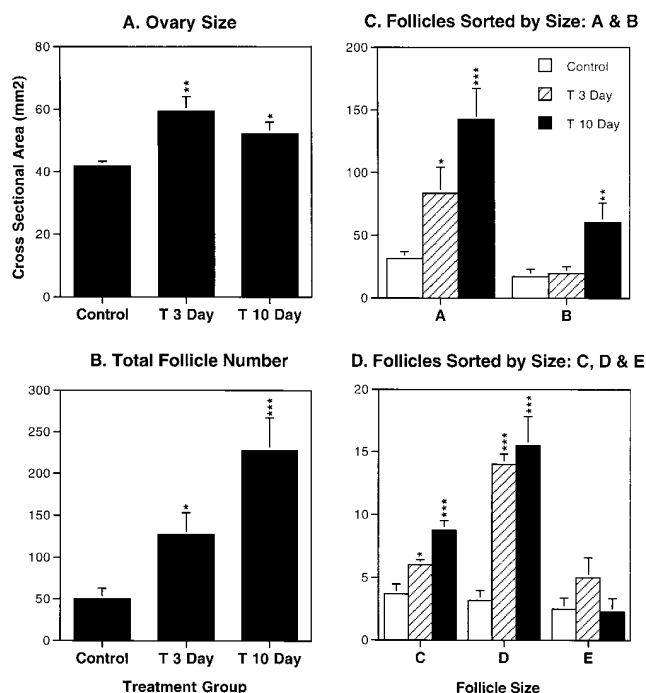 A. Ovary Size
Cross Sectional Area (mm2)
80
60
40
20
0
**
*
Control T 3 Day T 10 Day
C. Follicles Sorted by Size: A & B
200
150
100
50
0
Control
T 3 Day
T 10 Day
*
***
**
A B
B. Total Follicle Number
300
250
200
150
100
50
0
*
***
Control T 3 Day T 10 Day
Treatment Group
D. Follicles Sorted by Size: C, D & E
20
15
10
5
0
*
***
***
***
C D E
Follicle Size